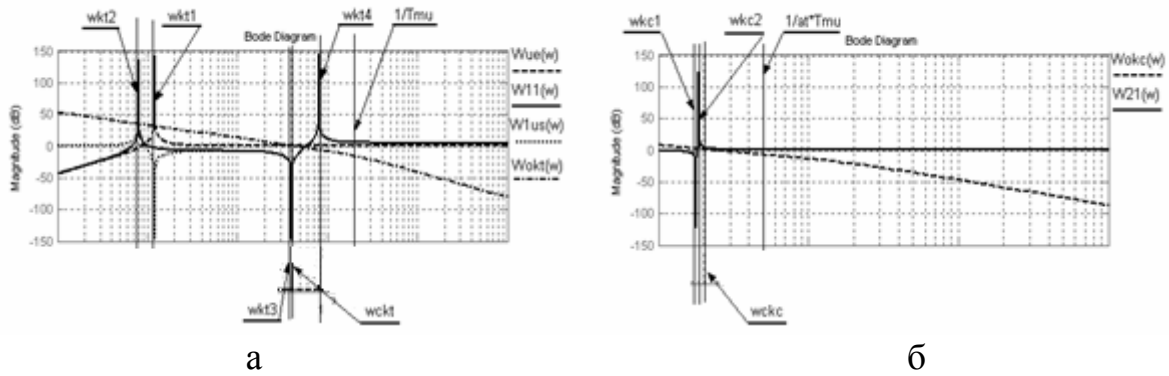 wkt2
wkt1
wkt4
1/Tmu
Bode Diagram
150
100
50
0
-50
-100
-150
Magnitude (dB)
Wue(w)
W11(w)
W1us(w)
Wokt(w)
wkt3
wckt
а
wkc1
wkc2
1/at*Tmu
Bode Diagram
150
100
50
0
-50
-100
-150
Magnitude (dB)
Wokc(w)
W21(w)
wckc
б